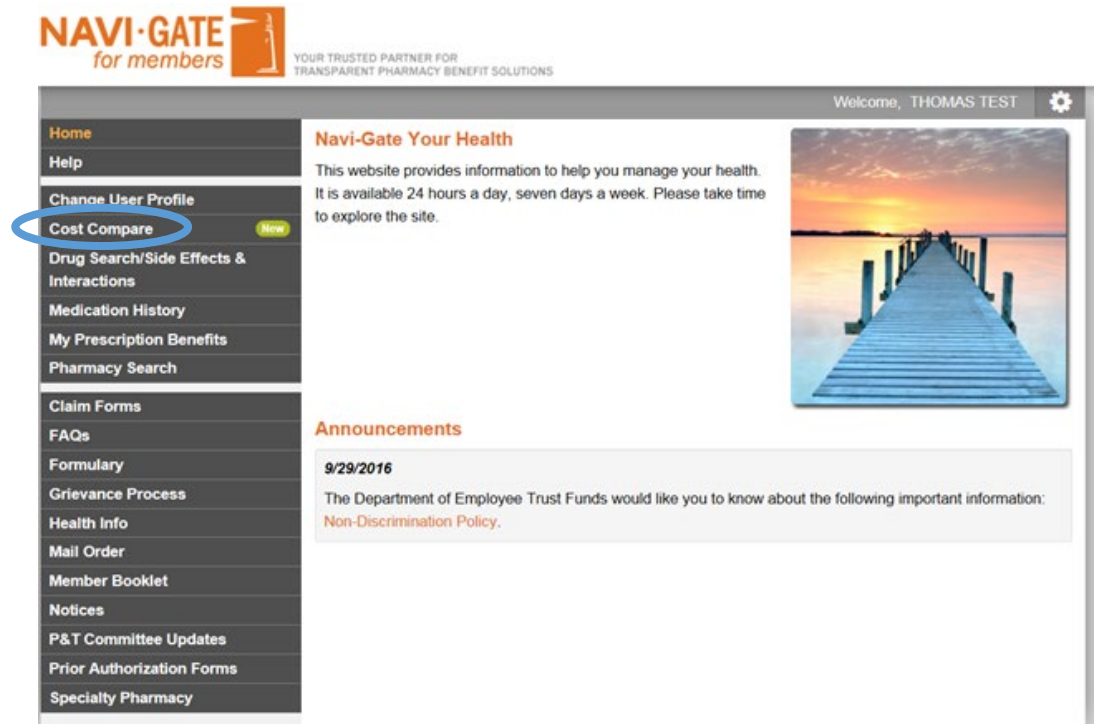 NAVI·GATE
for members
YOUR TRUSTED PARTNER FOR
TRANSPARENT PHARMACY BENEFIT SOLUTIONS
Welcome, THOMAS TEST
Home
Help
Change User Profile
Cost Compare New
Drug Search/Side Effects &
Interactions
Medication History
My Prescription Benefits
Pharmacy Search
Claim Forms
FAQs
Formulary
Grievance Process
Health Info
Mail Order
Member Booklet
Notices
P&T Committee Updates
Prior Authorization Forms
Specialty Pharmacy
Navi-Gate Your Health
This website provides information to help you manage your health.
It is available 24 hours a day, seven days a week. Please take time
to explore the site.
Announcements
9/29/2016
The Department of Employee Trust Funds would like you to know about the following important information:
Non-Discrimination Policy.